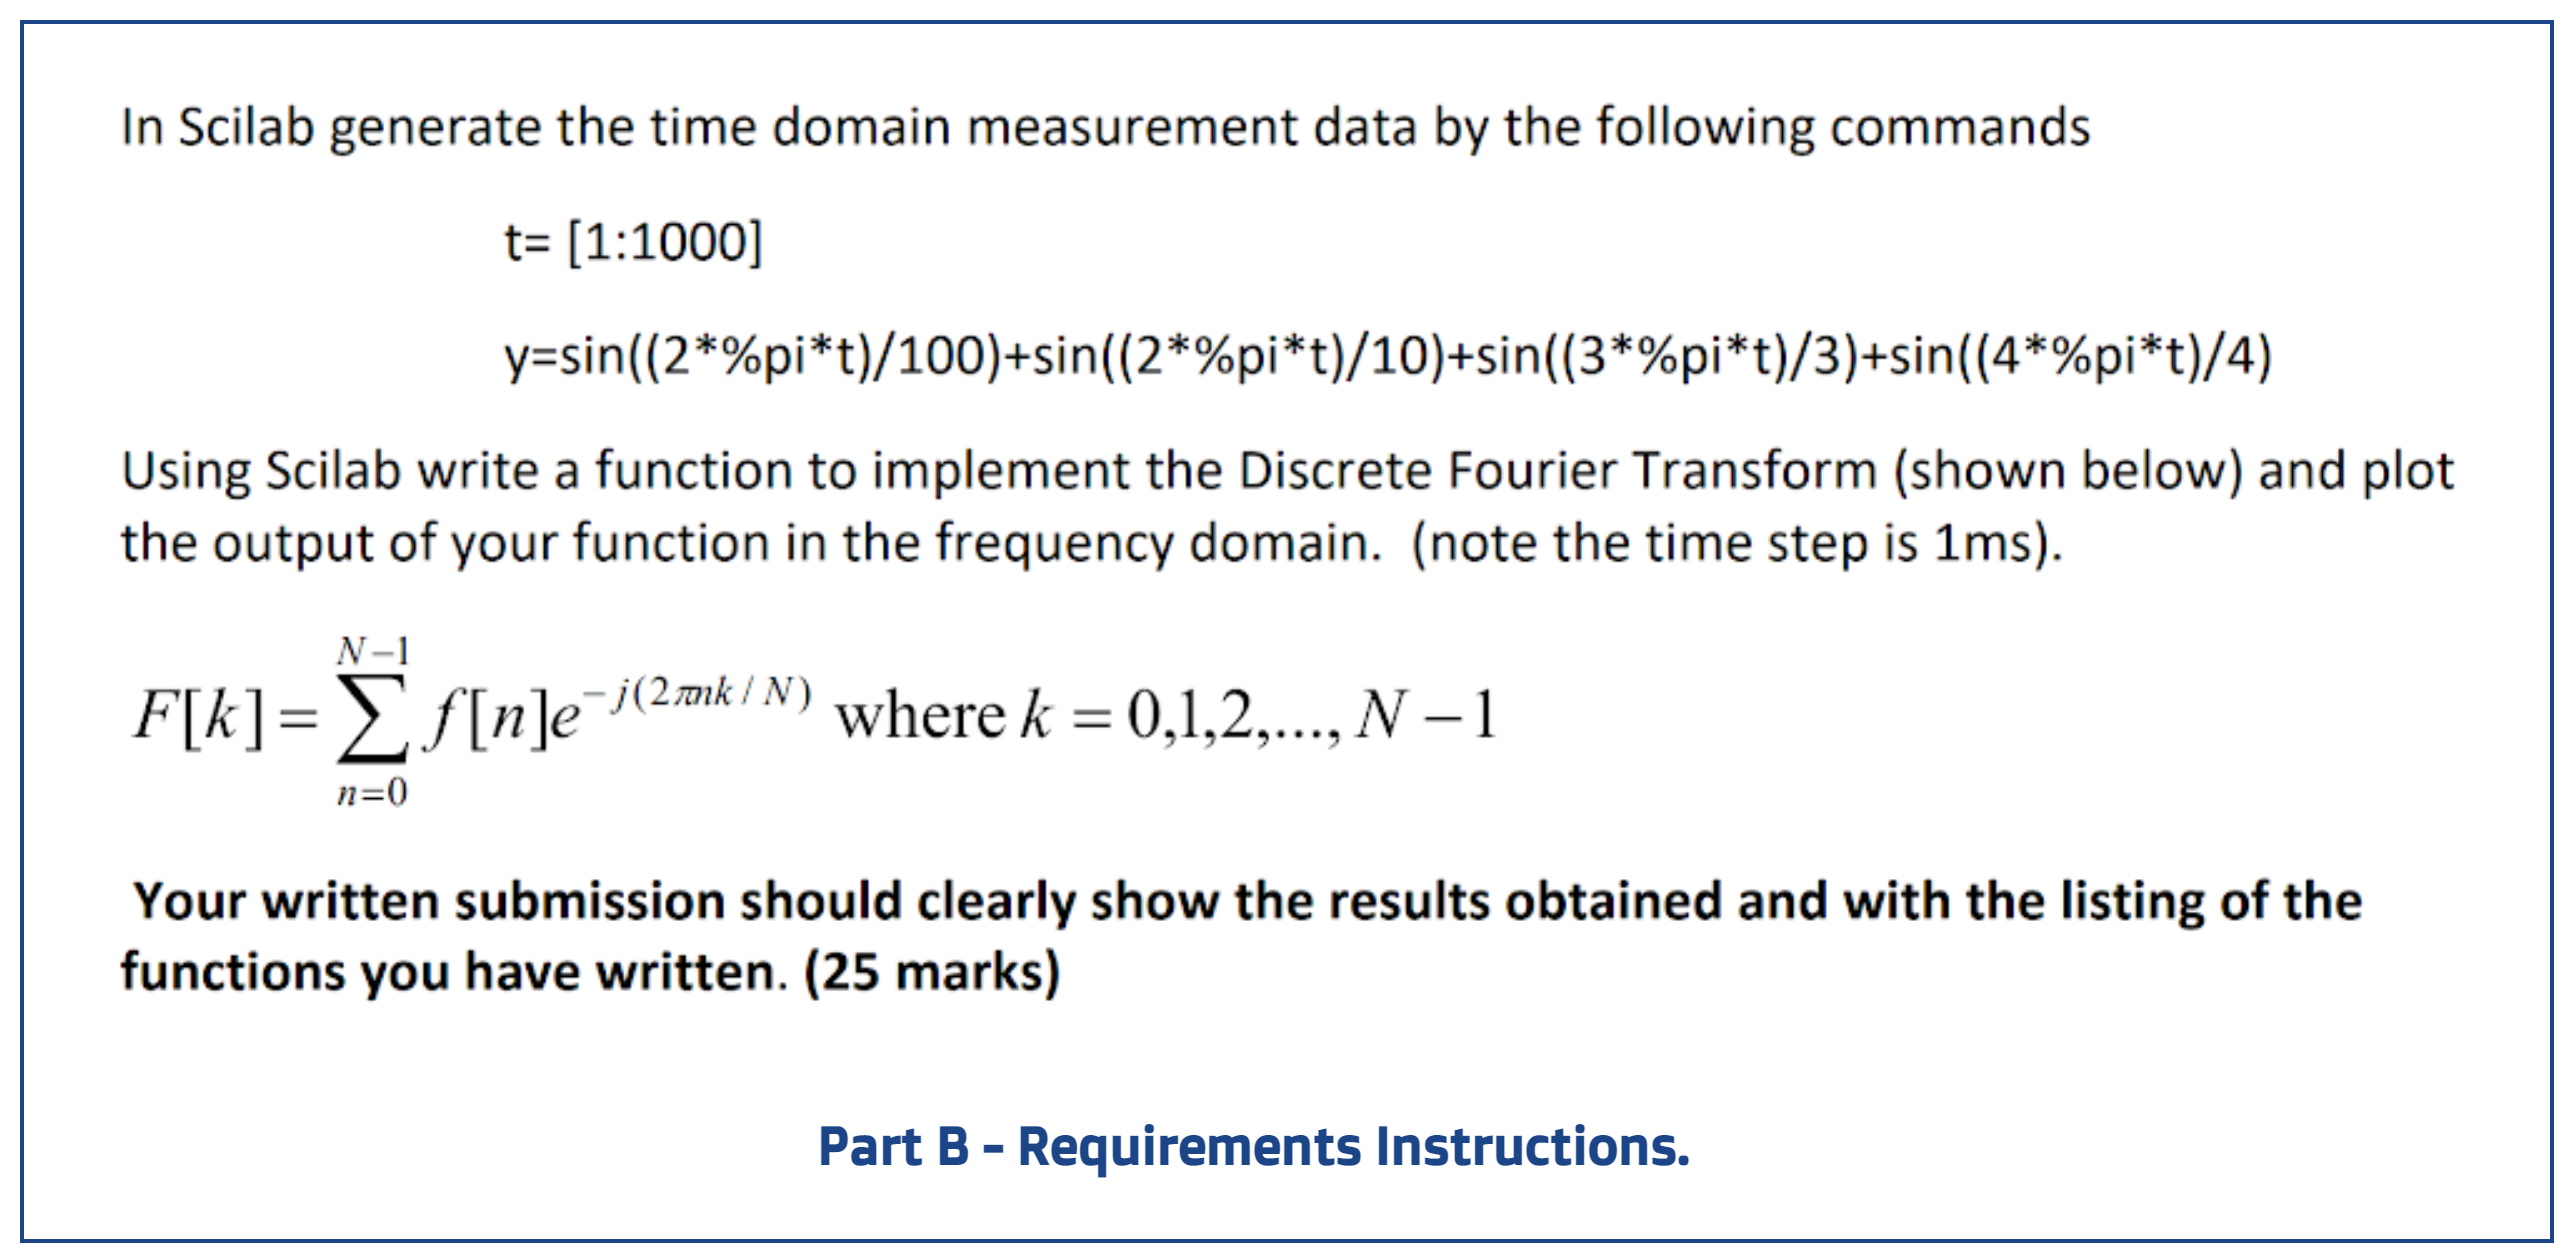 In Scilab generate the time domain measurement data by the following commands
t= [1:1000]
y=sin((2*%pi*t)/100)+sin((2*%pi*t)/10)+sin((3*%pi*t)/3)+sin((4*%pi*t)/4)
Using Scilab write a function to implement the Discrete Fourier Transform (shown below) and plot
the output of your function in the frequency domain.  (note the time step is 1ms).
F[k] = \sum_{n=0}^{N-1} f[n]e^{-j(2πnk / N)} where k = 0,1,2,..., N - 1
Your written submission should clearly show the results obtained and with the listing of the
functions you have written. (25 marks)
Part B - Requirements Instructions.